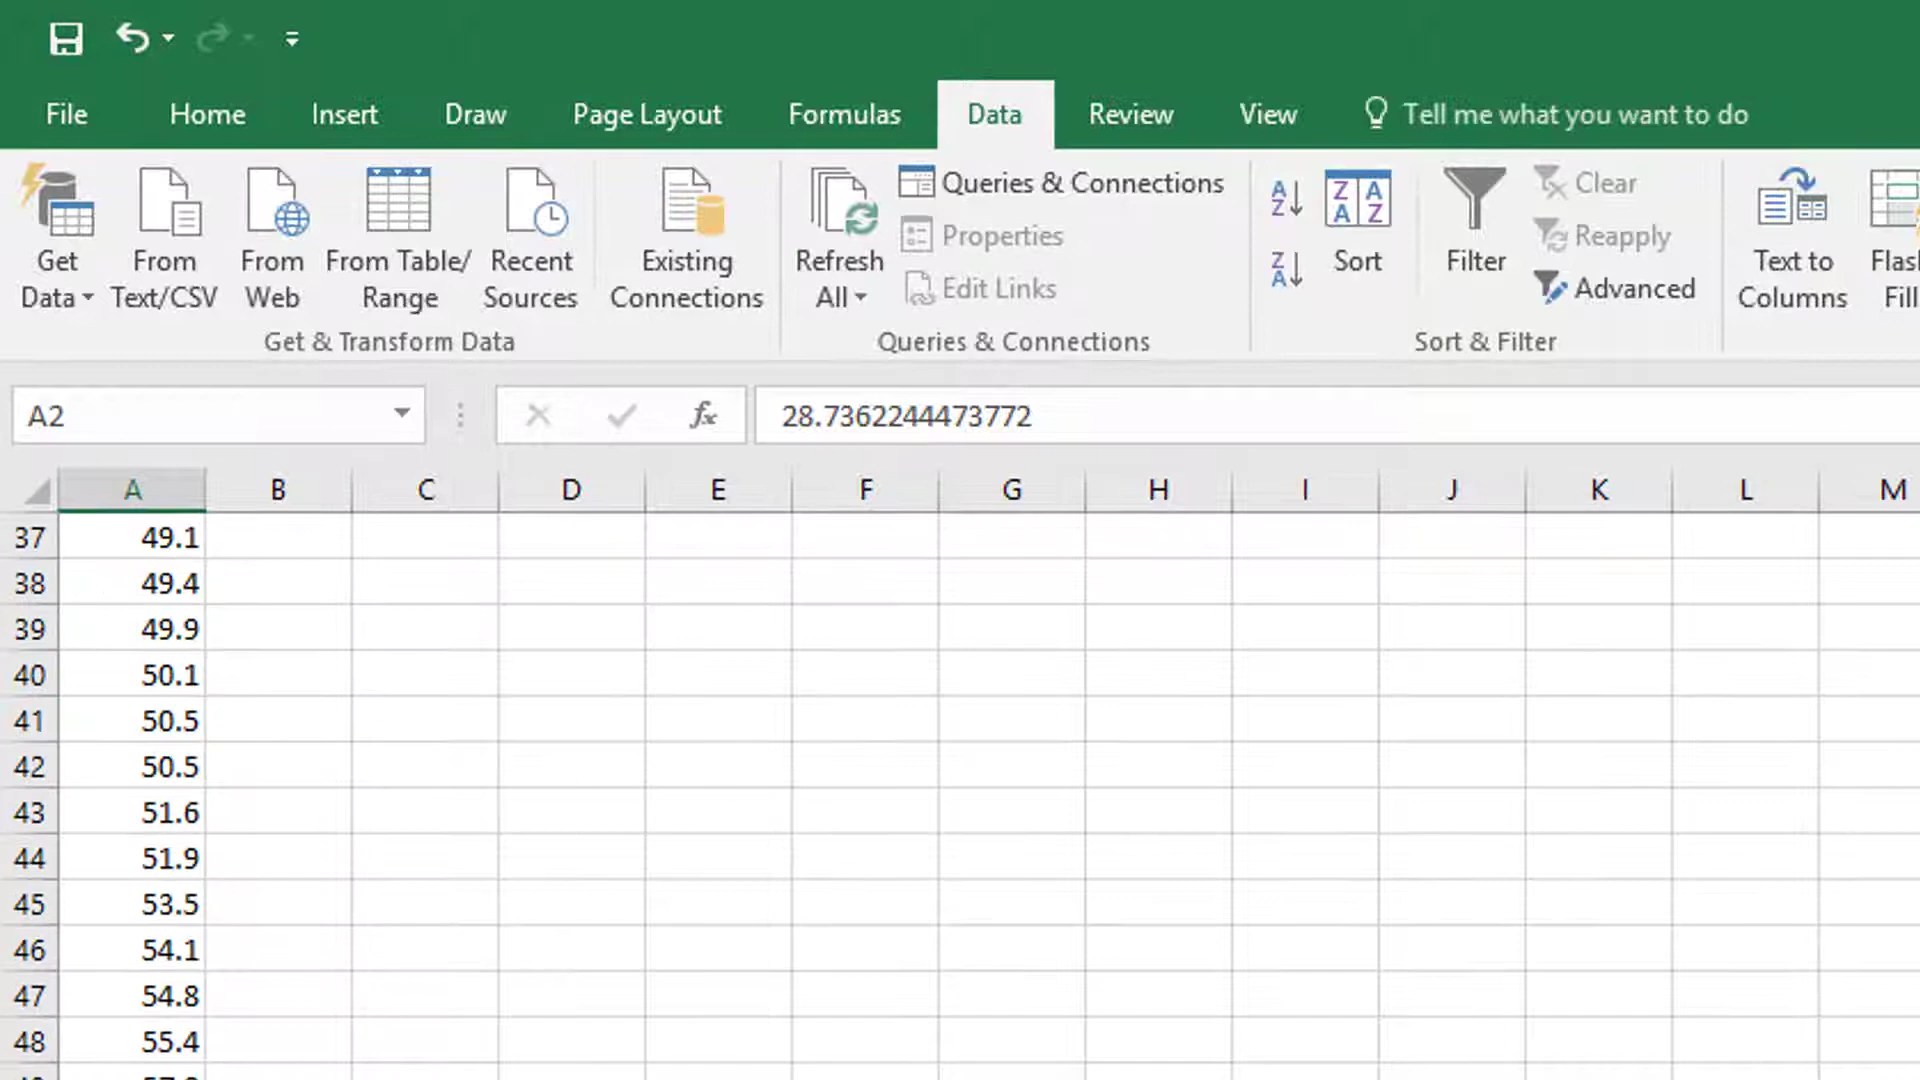 File Home Insert Draw Page Layout Formulas Data Review View Tell me what you want to do
Get Data
From Text/CSV
From Web
From Table/ Range
Recent Sources
Existing Connections
Get & Transform Data
Refresh All
Queries & Connections
Properties
Edit Links
Queries & Connections
A Z
Z A
Z A A Z
Sort
Filter
Clear
Reapply
Advanced
Sort & Filter
Text to Columns
A2
fx
28.7362244473772
A B C D E F G H I J K L M
37 49.1
38 49.4
39 49.9
40 50.1
41 50.5
42 50.5
43 51.6
44 51.9
45 53.5
46 54.1
47 54.8
48 55.4